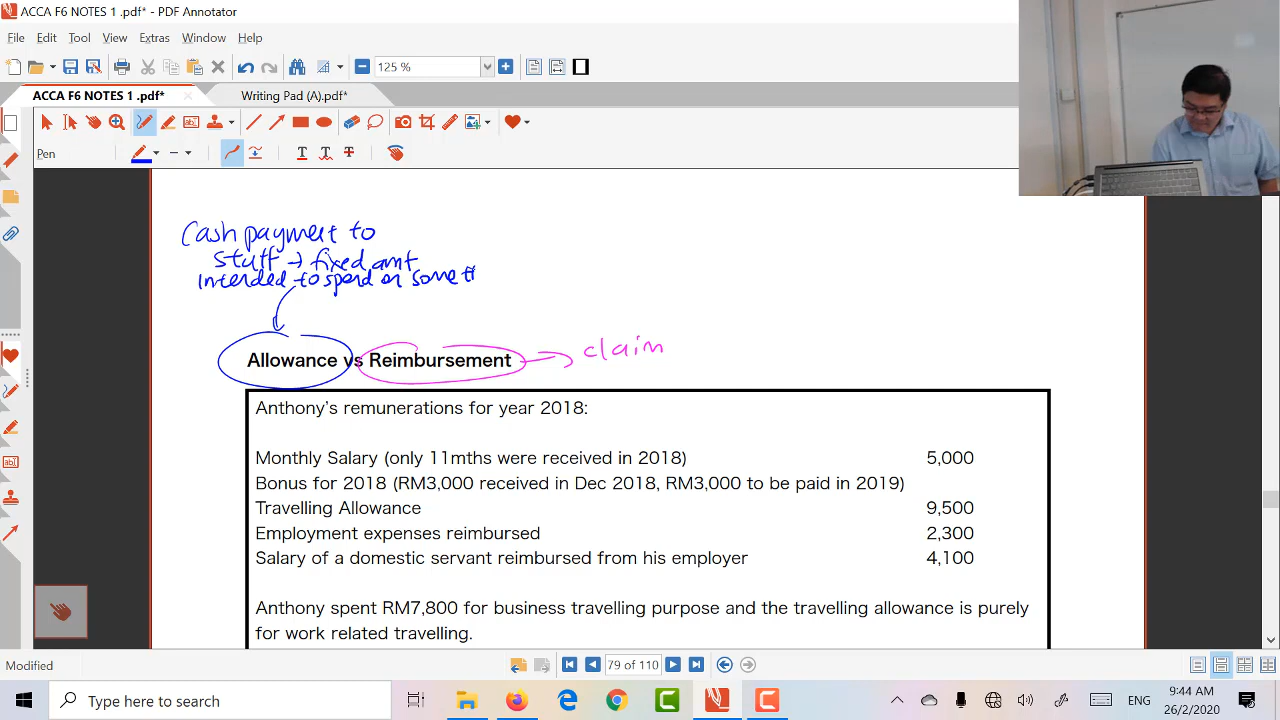 ACCA F6 NOTES 1 .pdf* - PDF Annotator
File Edit Tool View Extras Window Help
125 %
ACCA F6 NOTES 1 .pdf* Writing Pad (A).pdf*
Pen
Cash payment to
stuff → fixed amt
intended to spend on some t
Allowance vs Reimbursement → claim
Anthony's remunerations for year 2018:
Monthly Salary (only 11mths were received in 2018) 5,000
Bonus for 2018 (RM3,000 received in Dec 2018, RM3,000 to be paid in 2019)
Travelling Allowance 9,500
Employment expenses reimbursed 2,300
Salary of a domestic servant reimbursed from his employer 4,100
Anthony spent RM7,800 for business travelling purpose and the travelling allowance is purely
for work related travelling.
Modified 79 of 110
Type here to search ENG 9:44 AM
26/2/2020